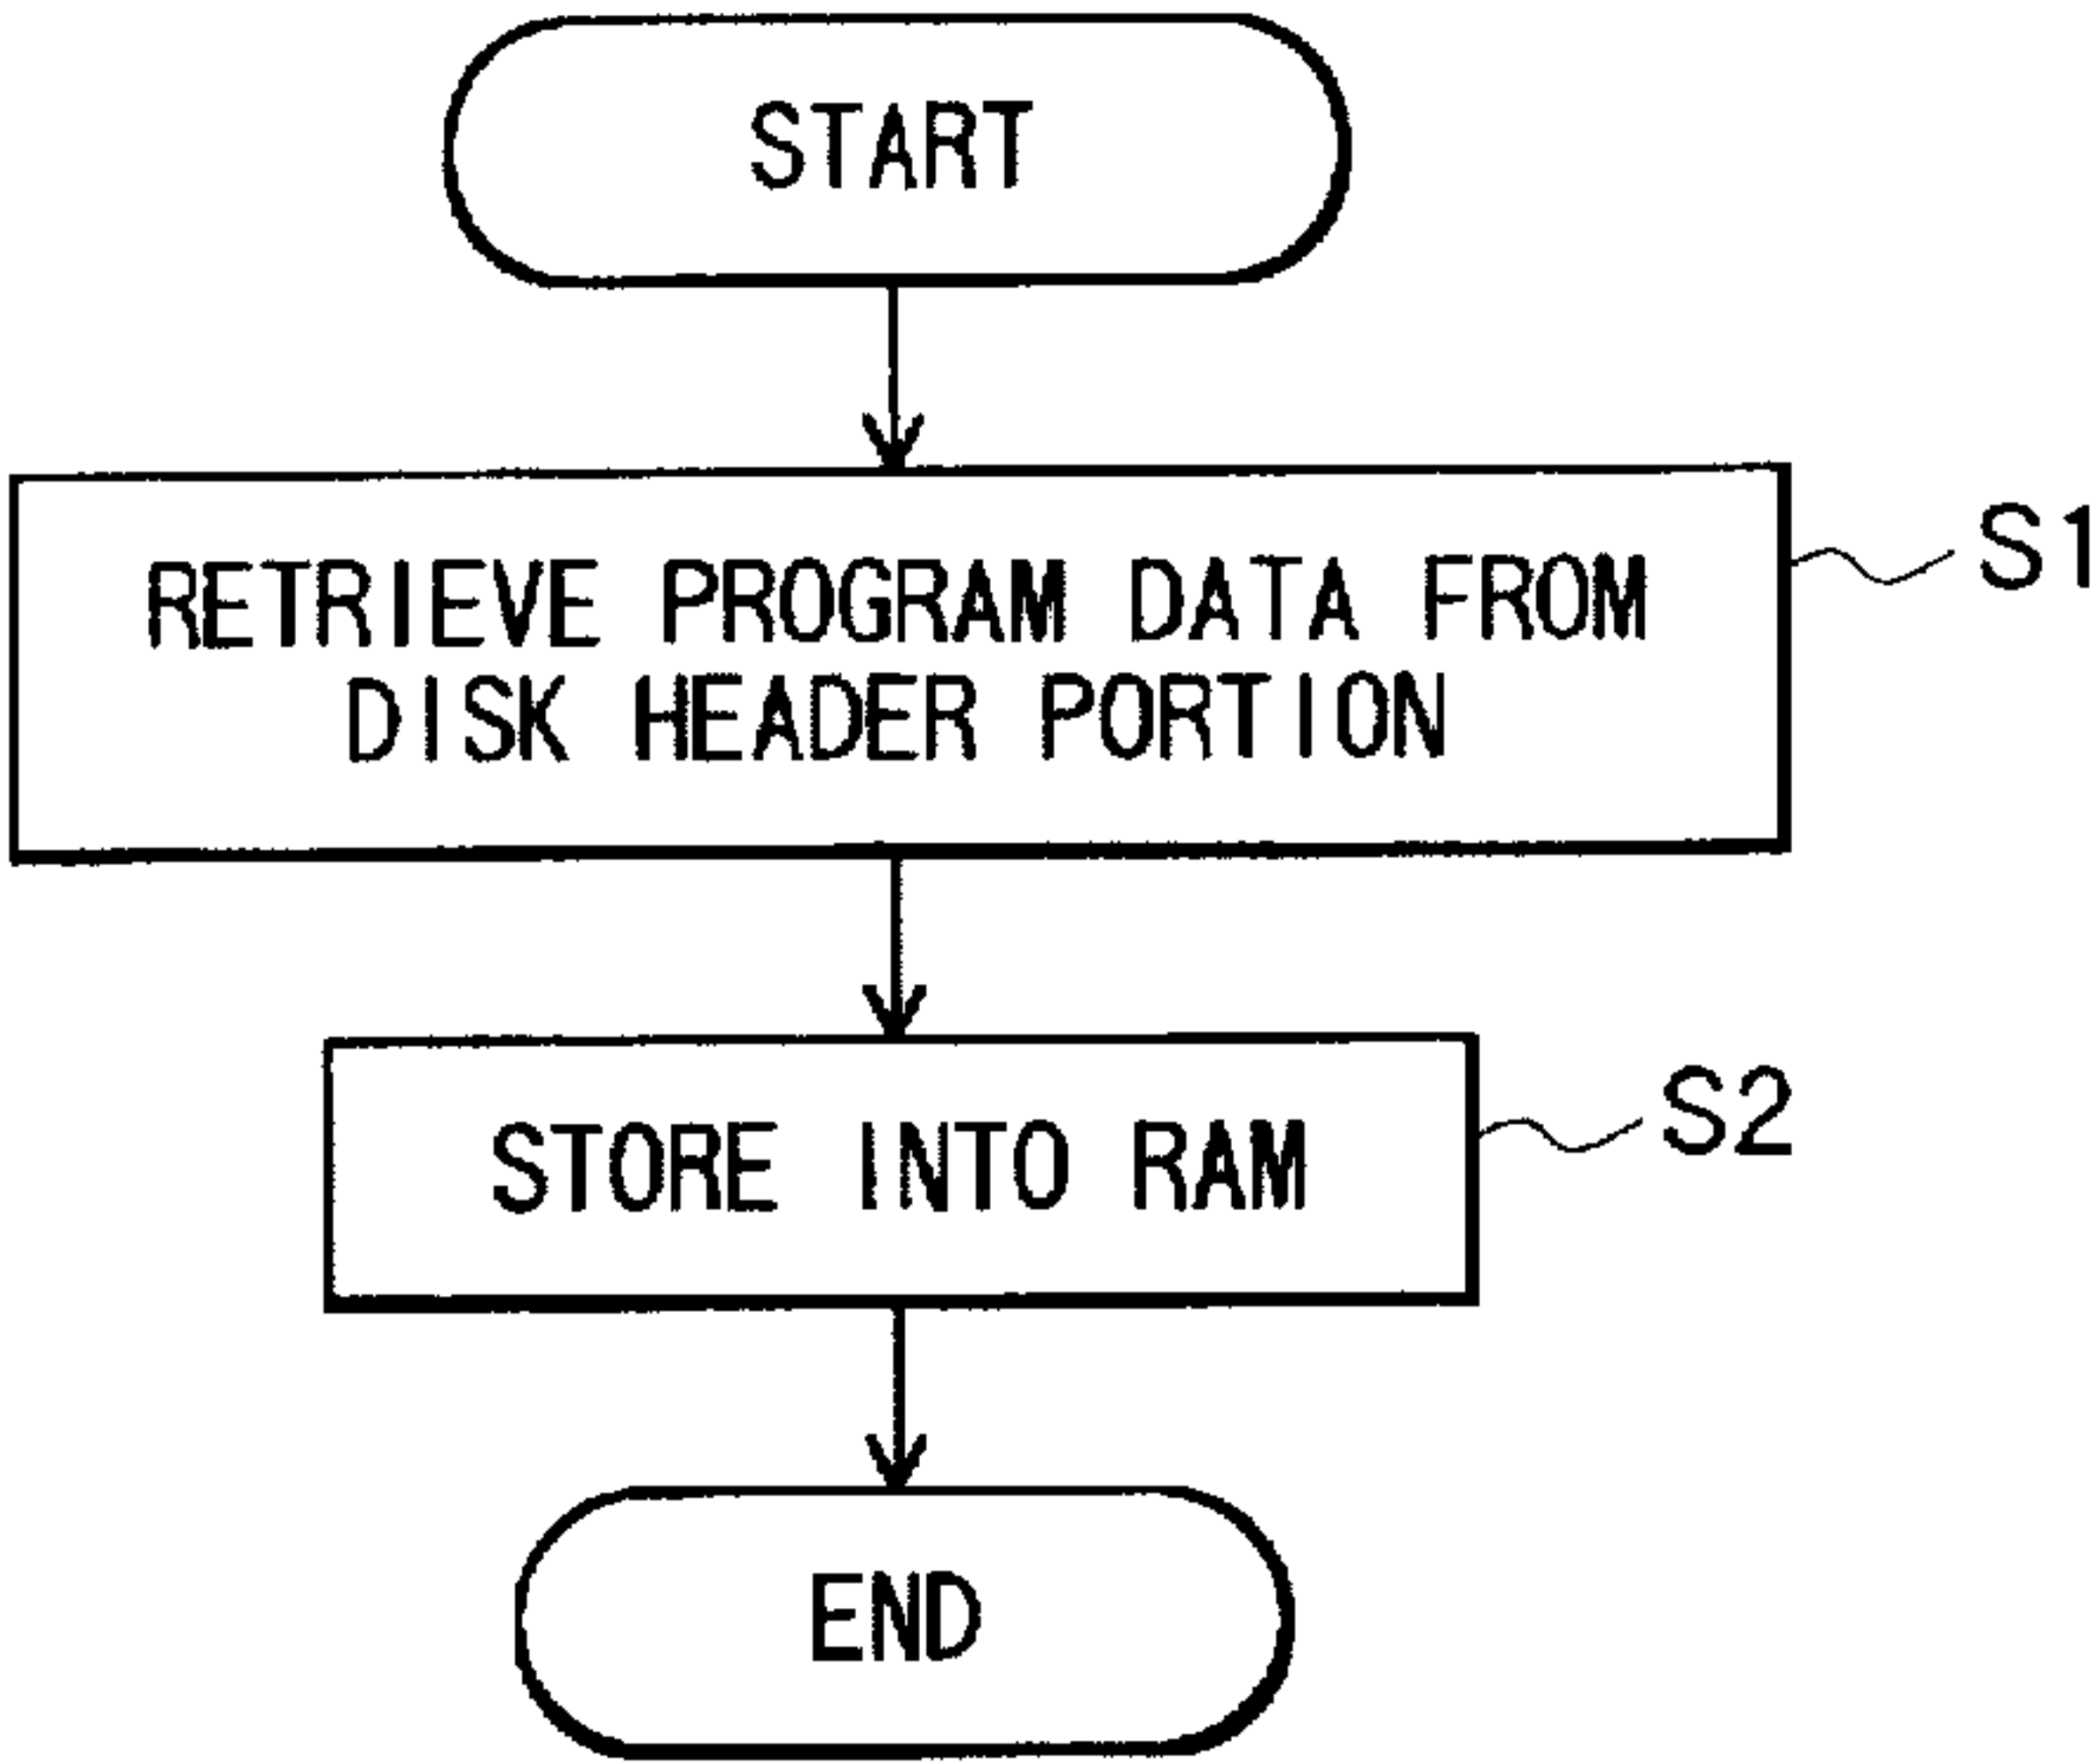 START
RETRIEVE PROGRAM DATA FROM
DISK HEADER PORTION
S1
STORE INTO RAM
S2
END